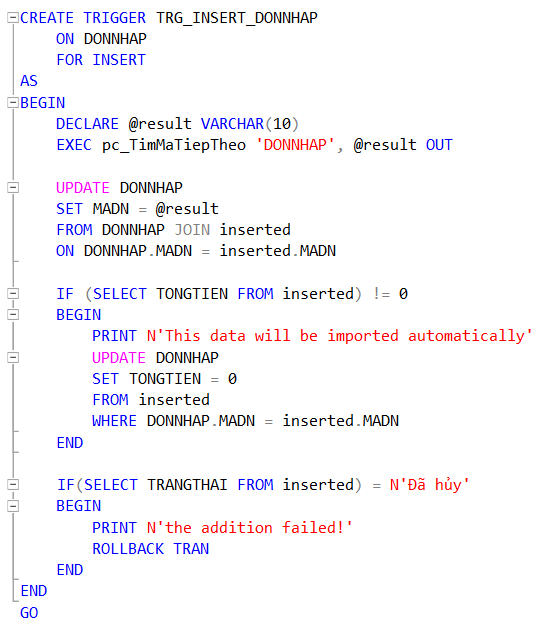 CREATE TRIGGER TRG_INSERT_DONNHAP
ON DONNHAP
FOR INSERT
AS
BEGIN
DECLARE @result VARCHAR(10)
EXEC pc_TimMaTiepTheo 'DONNHAP', @result OUT
UPDATE DONNHAP
SET MADN = @result
FROM DONNHAP JOIN inserted
ON DONNHAP.MADN = inserted.MADN
IF (SELECT TONGTIEN FROM inserted) != 0
BEGIN
PRINT N'This data will be imported automatically'
UPDATE DONNHAP
SET TONGTIEN = 0
FROM inserted
WHERE DONNHAP.MADN = inserted.MADN
END
IF(SELECT TRANGTHAI FROM inserted) = N'Đã hủy'
BEGIN
PRINT N'the addition failed!'
ROLLBACK TRAN
END
END
GO